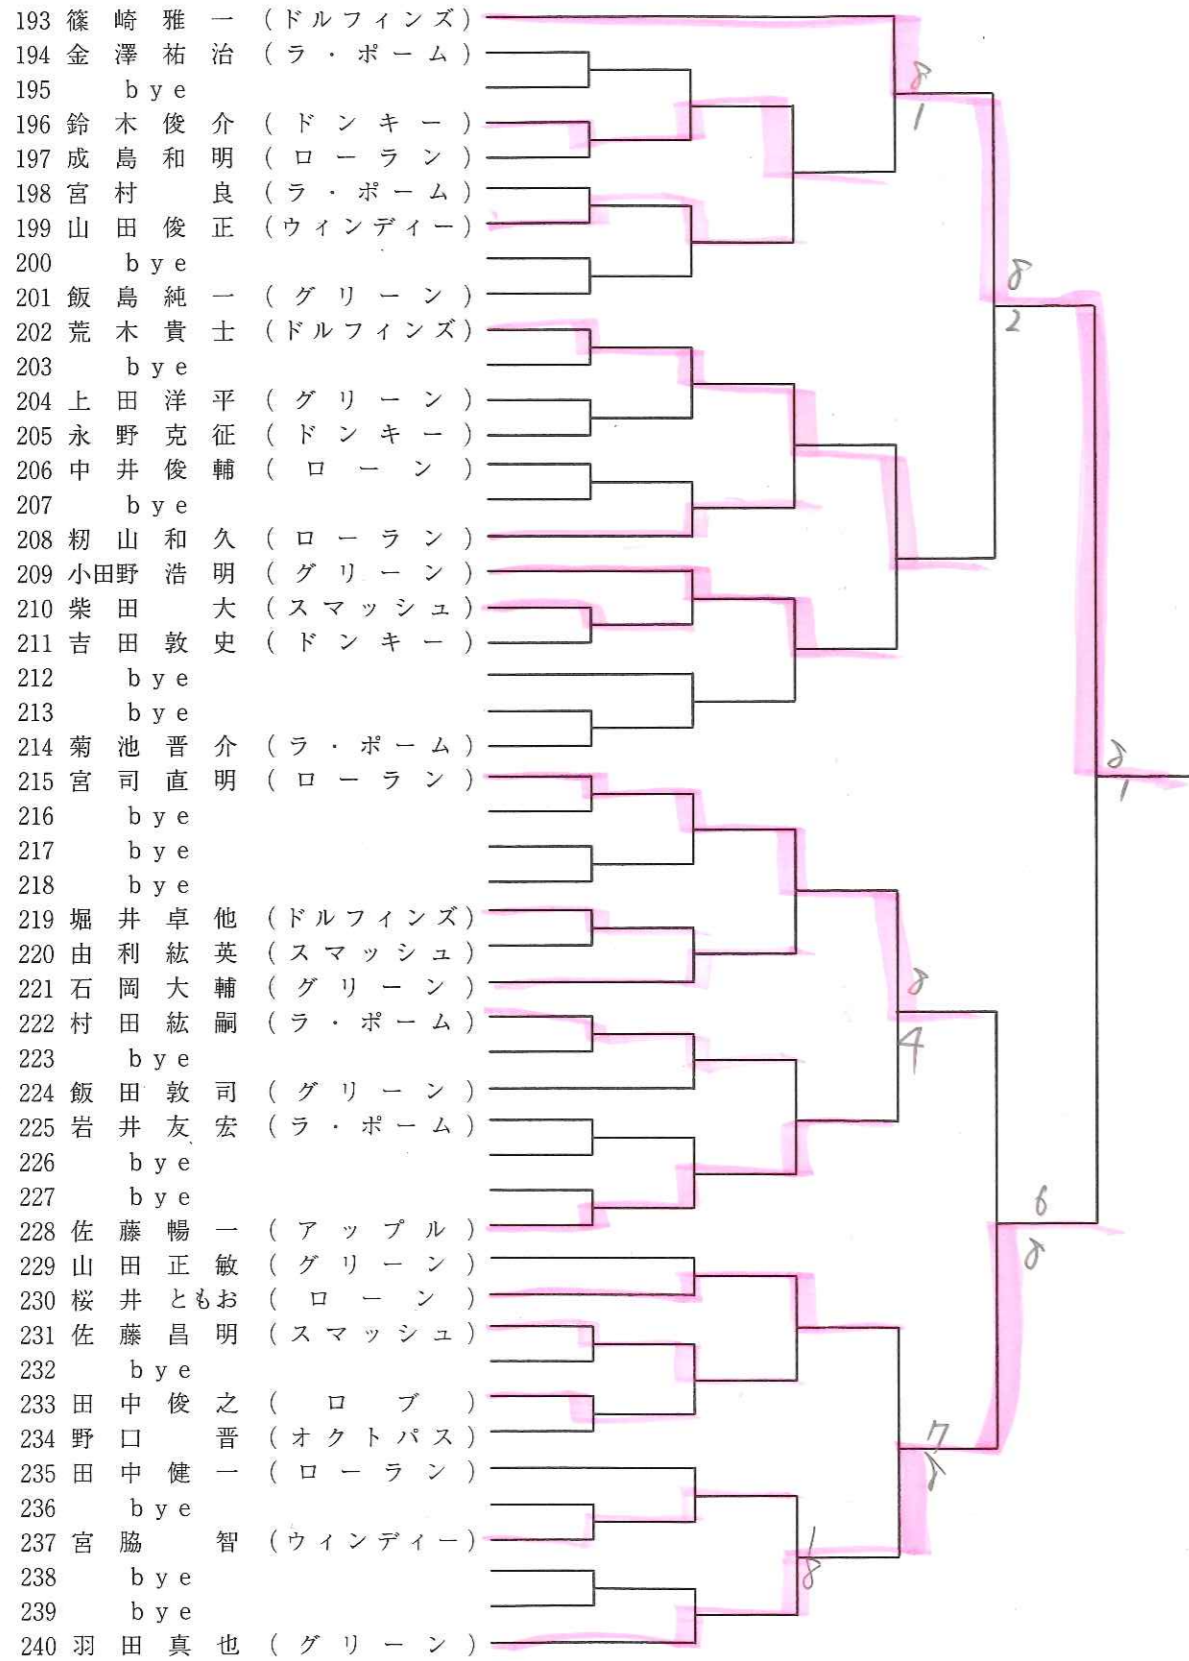 193 篠崎雅一 (ドルフィンズ)
194 金澤祐治 (ラ・ポーム)
8
195 bye
1
196 鈴木俊介 (ドンキー)
197 成島和明 (ローラン)
198 宮村 良 (ラ・ポーム)
199 山田俊正 (ウィンディー)
200 bye
8
201 飯島純一 (グリーン)
2
202 荒木貴士 (ドルフィンズ)
203 bye
204 上田洋平 (グリーン)
205 永野克征 (ドンキー)
206 中井俊輔 (ローン)
207 bye
208 籾山和久 (ローラン)
209 小田野浩明 (グリーン)
210 柴田 大 (スマッシュ)
211 吉田敦史 (ドンキー)
212 bye
213 bye
214 菊池晋介 (ラ・ポーム)
8
215 宮司直明 (ローラン)
1
216 bye
217 bye
218 bye
219 堀井卓他 (ドルフィンズ)
220 由利紘英 (スマッシュ)
221 石岡大輔 (グリーン)
8
222 村田紘嗣 (ラ・ポーム)
4
223 bye
224 飯田敦司 (グリーン)
225 岩井友宏 (ラ・ポーム)
226 bye
227 bye
6
228 佐藤暢一 (アップル)
8
229 山田正敏 (グリーン)
230 桜井ともお (ローン)
231 佐藤昌明 (スマッシュ)
232 bye
233 田中俊之 (ロブ)
234 野口 晋 (オクトパス)
7
235 田中健一 (ローラン)
8
236 bye
237 宮脇 智 (ウィンディー)
1
238 bye
8
239 bye
240 羽田真也 (グリーン)